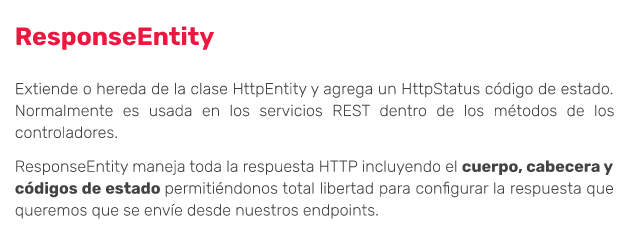 ResponseEntity
Extiende o hereda de la clase HttpEntity y agrega un HttpStatus código de estado.
Normalmente es usada en los servicios REST dentro de los métodos de los
controladores.
ResponseEntity maneja toda la respuesta HTTP incluyendo el cuerpo, cabecera y
códigos de estado permitiéndonos total libertad para configurar la respuesta que
queremos que se envíe desde nuestros endpoints.